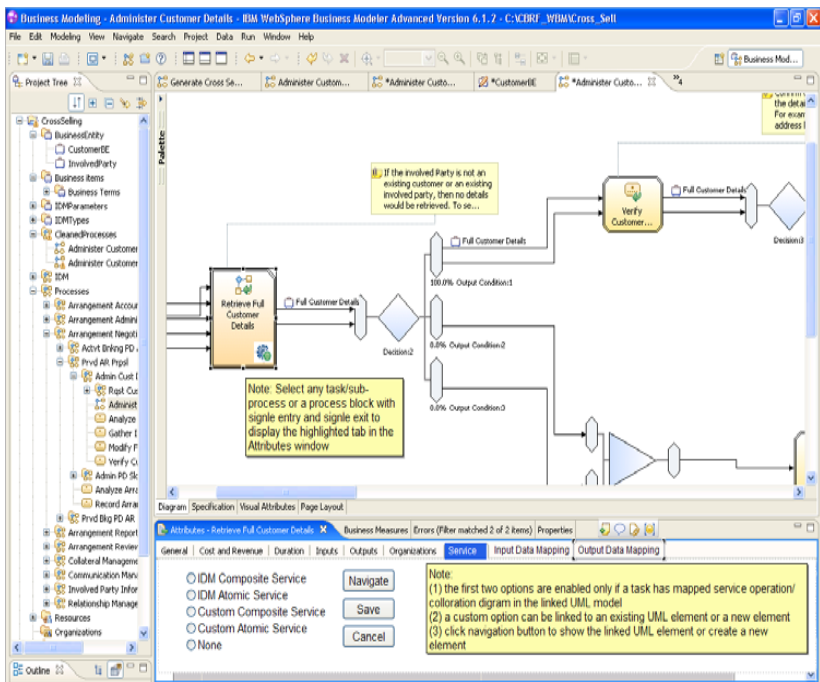 Business Modeling - Administer Customer Details - IBM WebSphere Business Modeler Advanced Version 6.1.2 - C:\CBRF_WBM\Cross_Sell
File Edit Modeling View Navigate Search Project Data Run Window Help
Business Mod...
Project Tree
Generate Cross Se...
Administer Custom...
*Administer Custo...
*CustomerBE
*Administer Custo...
4
CrossSelling
BusinessEntity
CustomerBE
InvolvedParty
Business items
Business Terms
IDMParameters
IDMTypes
CleanedProcesses
Administer Customer
Administer Customer
IDM
Processes
Arrangement Accour
Arrangement Admini
Arrangement Negoti
Actvt Bnkng PD
Prvd AR Prpsl
Admin Cust
Rqst Cus
Administ
Analyze
Gather I
Modify F
Verify Cu
Admin PD Slc
Analyze Arra
Record Arran
Prvd Bkg PD AR
Arrangement Report
Arrangement Review
Collateral Manageme
Communication Mana
Involved Party Infor
Relationship Manage
Resources
Organizations
Outline
Palette
the detai
For exam
address l
If the involved Party is not an
existing customer or an existing
involved party, then no details
would be retrieved. To se...
Retrieve Full
Customer
Details
Full Customer Details
Decision:2
Full Customer Details
100.0% Output Condition:1
0.0% Output Condition:2
0.0% Output Condition:3
Verify
Customer...
Full Customer Details
Decision:3
Note: Select any task/sub-
process or a process block with
signle entry and signle exit to
display the highlighted tab in the
Attributes window
Diagram Specification Visual Attributes Page Layout
Attributes - Retrieve Full Customer Details
Business Measures
Errors (Filter matched 2 of 2 items)
Properties
General Cost and Revenue Duration Inputs Outputs Organizations Service Input Data Mapping Output Data Mapping
IDM Composite Service
IDM Atomic Service
Custom Composite Service
Custom Atomic Service
None
Navigate
Save
Cancel
Note:
(1) the first two options are enabled only if a task has mapped service operation/
colloration digram in the linked UML model
(2) a custom option can be linked to an existing UML element or a new element
(3) click navigation button to show the linked UML element or create a new
element